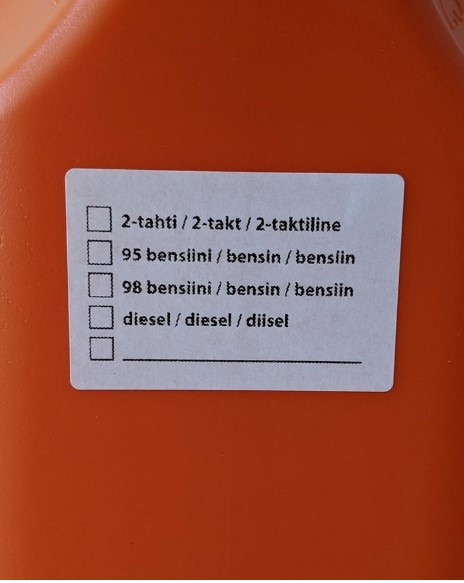 2-tahti / 2-takt / 2-taktiline
95 bensiini / bensin / bensiin
98 bensiini / bensin / bensiin
diesel / diesel / diisel